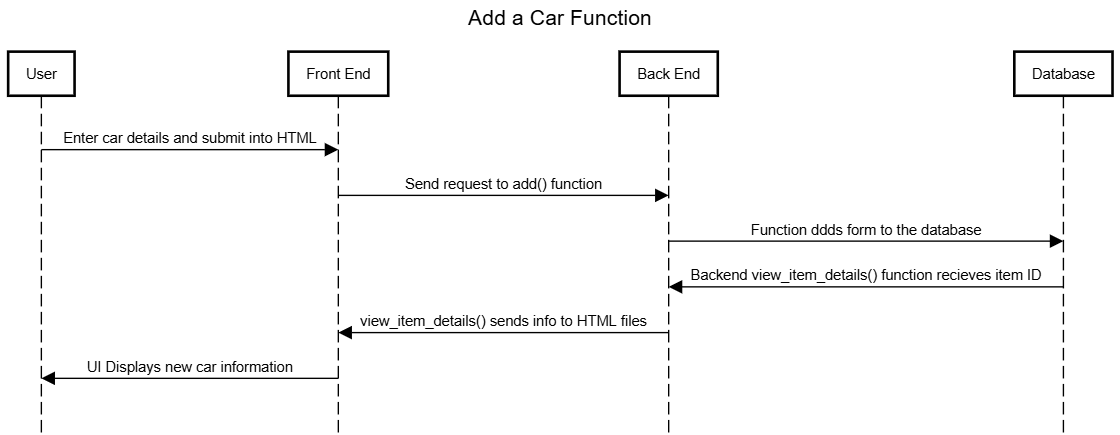 Add a Car Function
User
Front End
Back End
Database
Enter car details and submit into HTML
Send request to add() function
Function ddds form to the database
Backend view_item_details() function recieves item ID
view_item_details() sends info to HTML files
UI Displays new car information